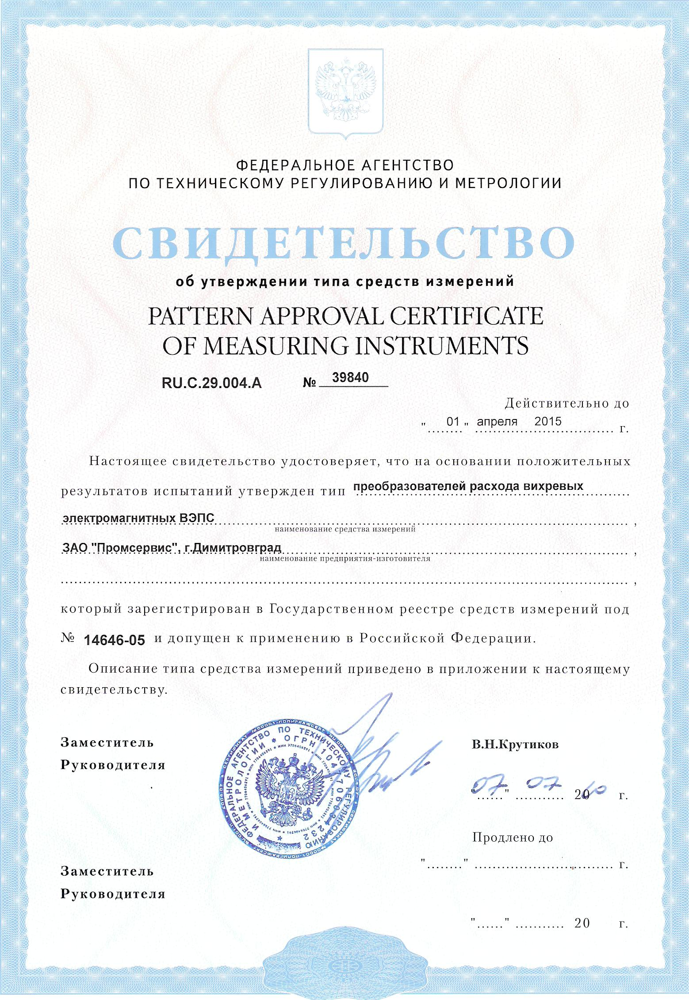 ФЕДЕРАЛЬНОЕ АГЕНТСТВО
ПО ТЕХНИЧЕСКОМУ РЕГУЛИРОВАНИЮ И МЕТРОЛОГИИ
СВИДЕТЕЛЬСТВО
об утверждении типа средств измерений
PATTERN APPROVAL CERTIFICATE
OF MEASURING INSTRUMENTS
RU.C.29.004.A № 39840
Действительно до
" 01 " апреля 2015 г.
Настоящее свидетельство удостоверяет, что на основании положительных
результатов испытаний утвержден тип преобразователей расхода вихревых
электромагнитных ВЭПС ,
наименование средства измерений
ЗАО "Промсервис", г.Димитровград ,
наименование предприятия-изготовителя
,
который зарегистрирован в Государственном реестре средств измерений под
№ 14646-05 и допущен к применению в Российской Федерации.
Описание типа средства измерений приведено в приложении к настоящему
свидетельству.
Заместитель
Руководителя
В.Н.Крутиков
"07" 07 2010 г.
ФЕДЕРАЛЬНОЕ АГЕНТСТВО ПО ТЕХНИЧЕСКОМУ РЕГУЛИРОВАНИЮ
И МЕТРОЛОГИИ * ОГРН 1047706034232 *
ИНН 7706406291
Продлено до
"........" ............................... г.
Заместитель
Руководителя
"......" ........... 20 г.